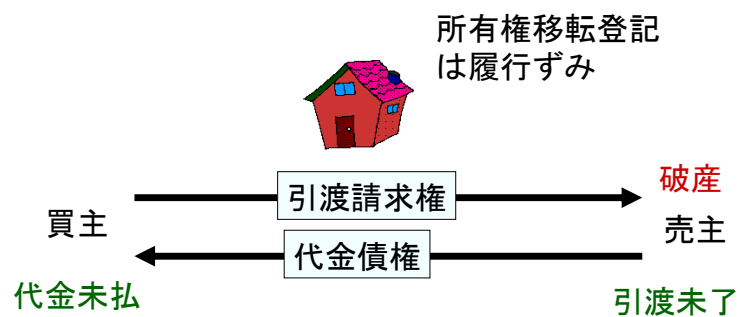 所有権移転登記
は履行ずみ
引渡請求権
破産
買主
売主
代金債権
代金未払
引渡未了